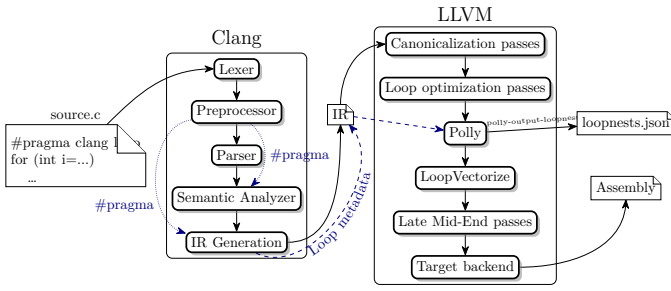 Clang
LLVM
Lexer
Canonicalization passes
Preprocessor
Loop optimization passes
source.c
IR
polly-output-loopnest
loopnests.json
#pragma clang
for (int i=...)
...
Polly
Parser
#pragma
LoopVectorize
Semantic Analyzer
Assembly
#pragma
Loop metadata
Late Mid-End passes
IR Generation
Target backend